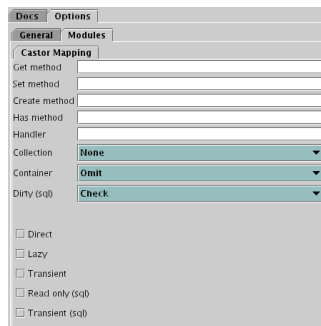 Docs Options
General Modules
Castor Mapping
Get method
Set method
Create method
Has method
Handler
Collection None
Container Omit
Dirty (sql) Check
Direct
Lazy
Transient
Read only (sql)
Transient (sql)